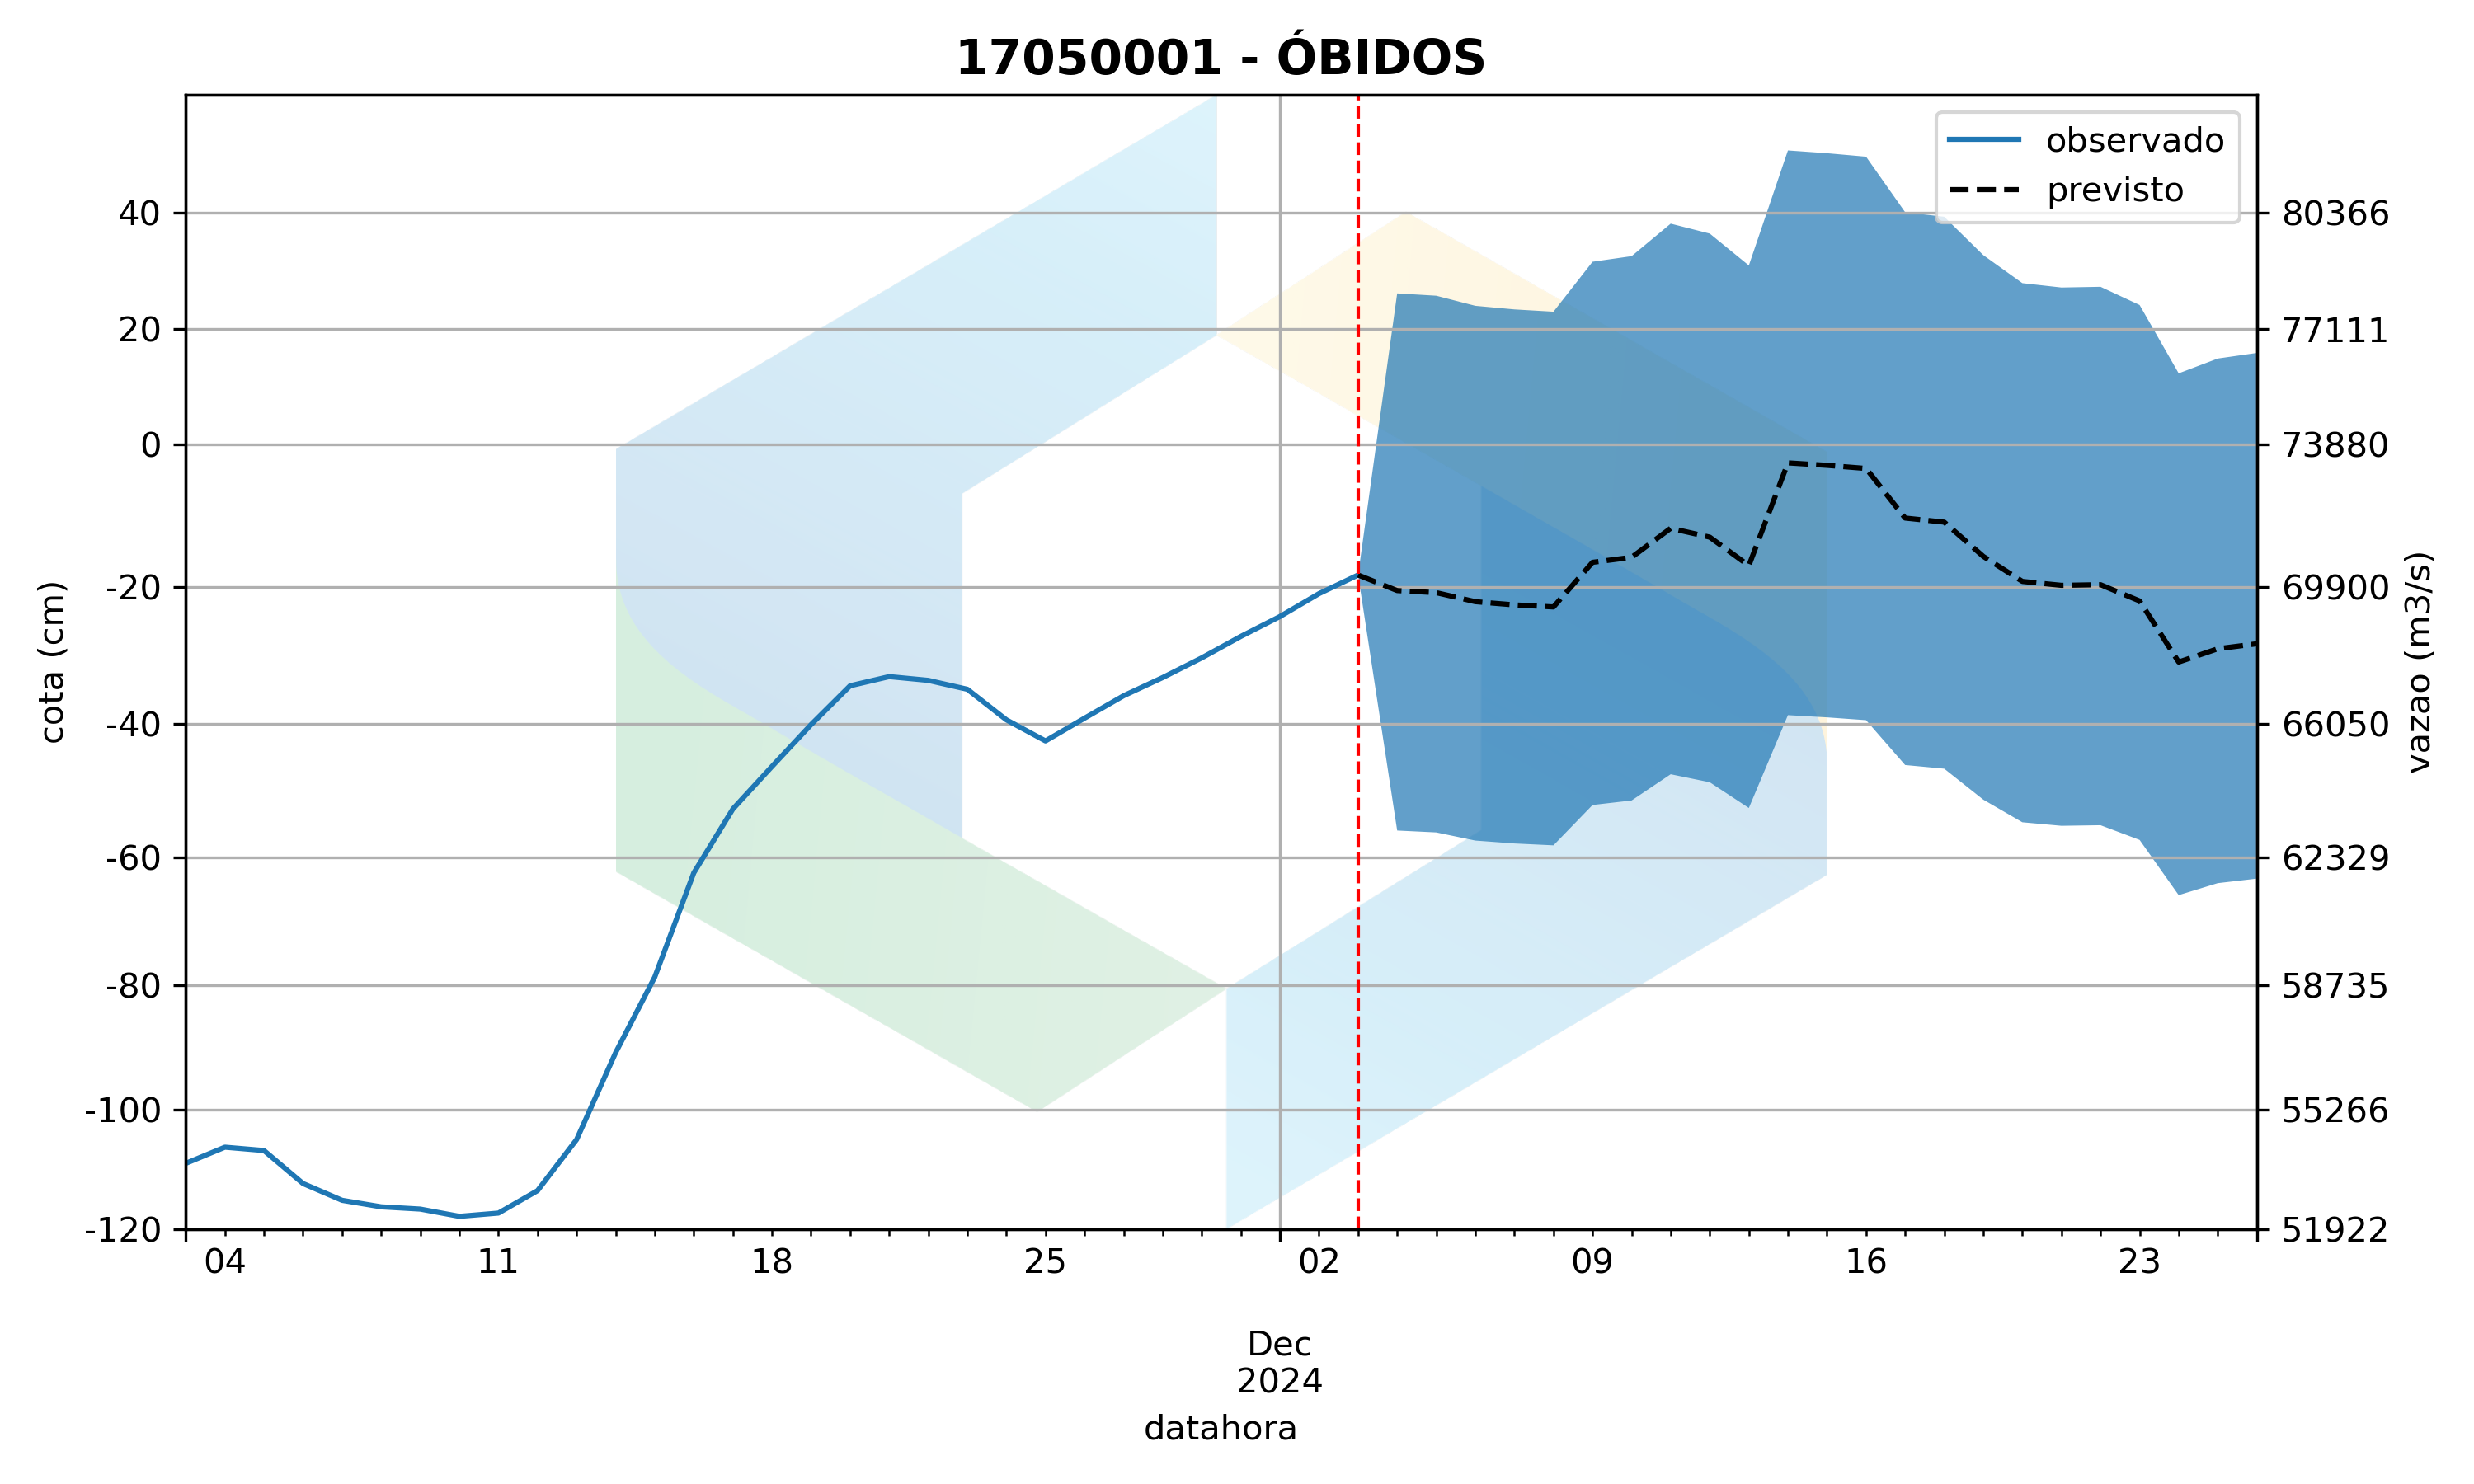 17050001 - ÓBIDOS
observado
previsto
cota (cm)
40
20
0
-20
-40
-60
-80
-100
-120
80366
77111
73880
69900
66050
62329
58735
55266
51922
vazao (m3/s)
04 11 18 25 02 09 16 23
Dec
2024
datahora